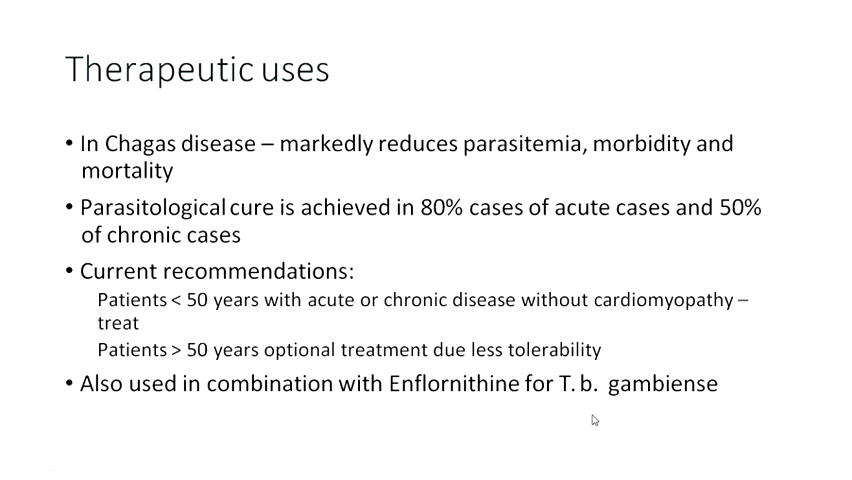 Therapeutic uses
• In Chagas disease – markedly reduces parasitemia, morbidity and
mortality
• Parasitological cure is achieved in 80% cases of acute cases and 50%
of chronic cases
• Current recommendations:
Patients < 50 years with acute or chronic disease without cardiomyopathy –
treat
Patients > 50 years optional treatment due less tolerability
• Also used in combination with Enflornithine for T. b. gambiense